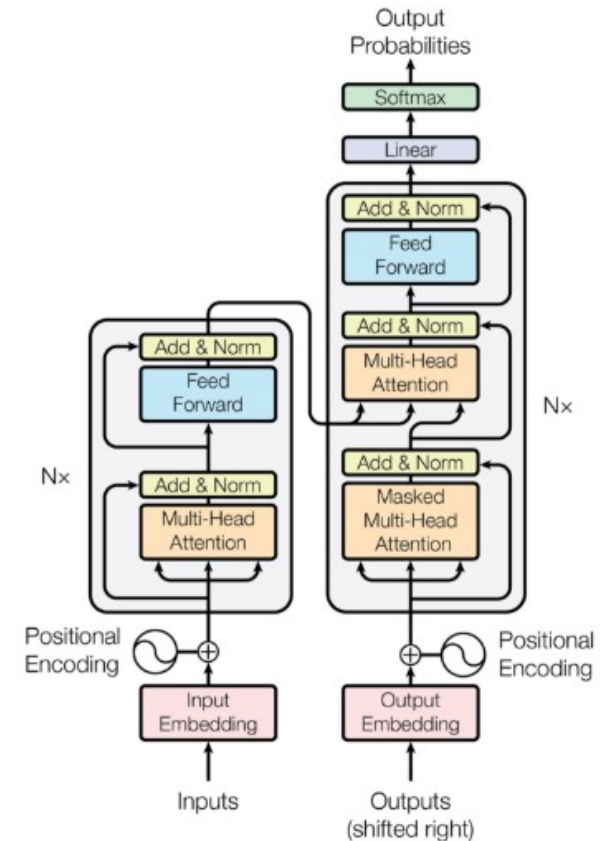 Output
Probabilities
Softmax
Linear
Add & Norm
Feed
Forward
Add & Norm
Multi-Head
Attention
Add & Norm
Masked
Multi-Head
Attention
Nx
Add & Norm
Feed
Forward
Add & Norm
Multi-Head
Attention
Nx
Positional
Encoding
Positional
Encoding
Input
Embedding
Output
Embedding
Inputs
Outputs
(shifted right)